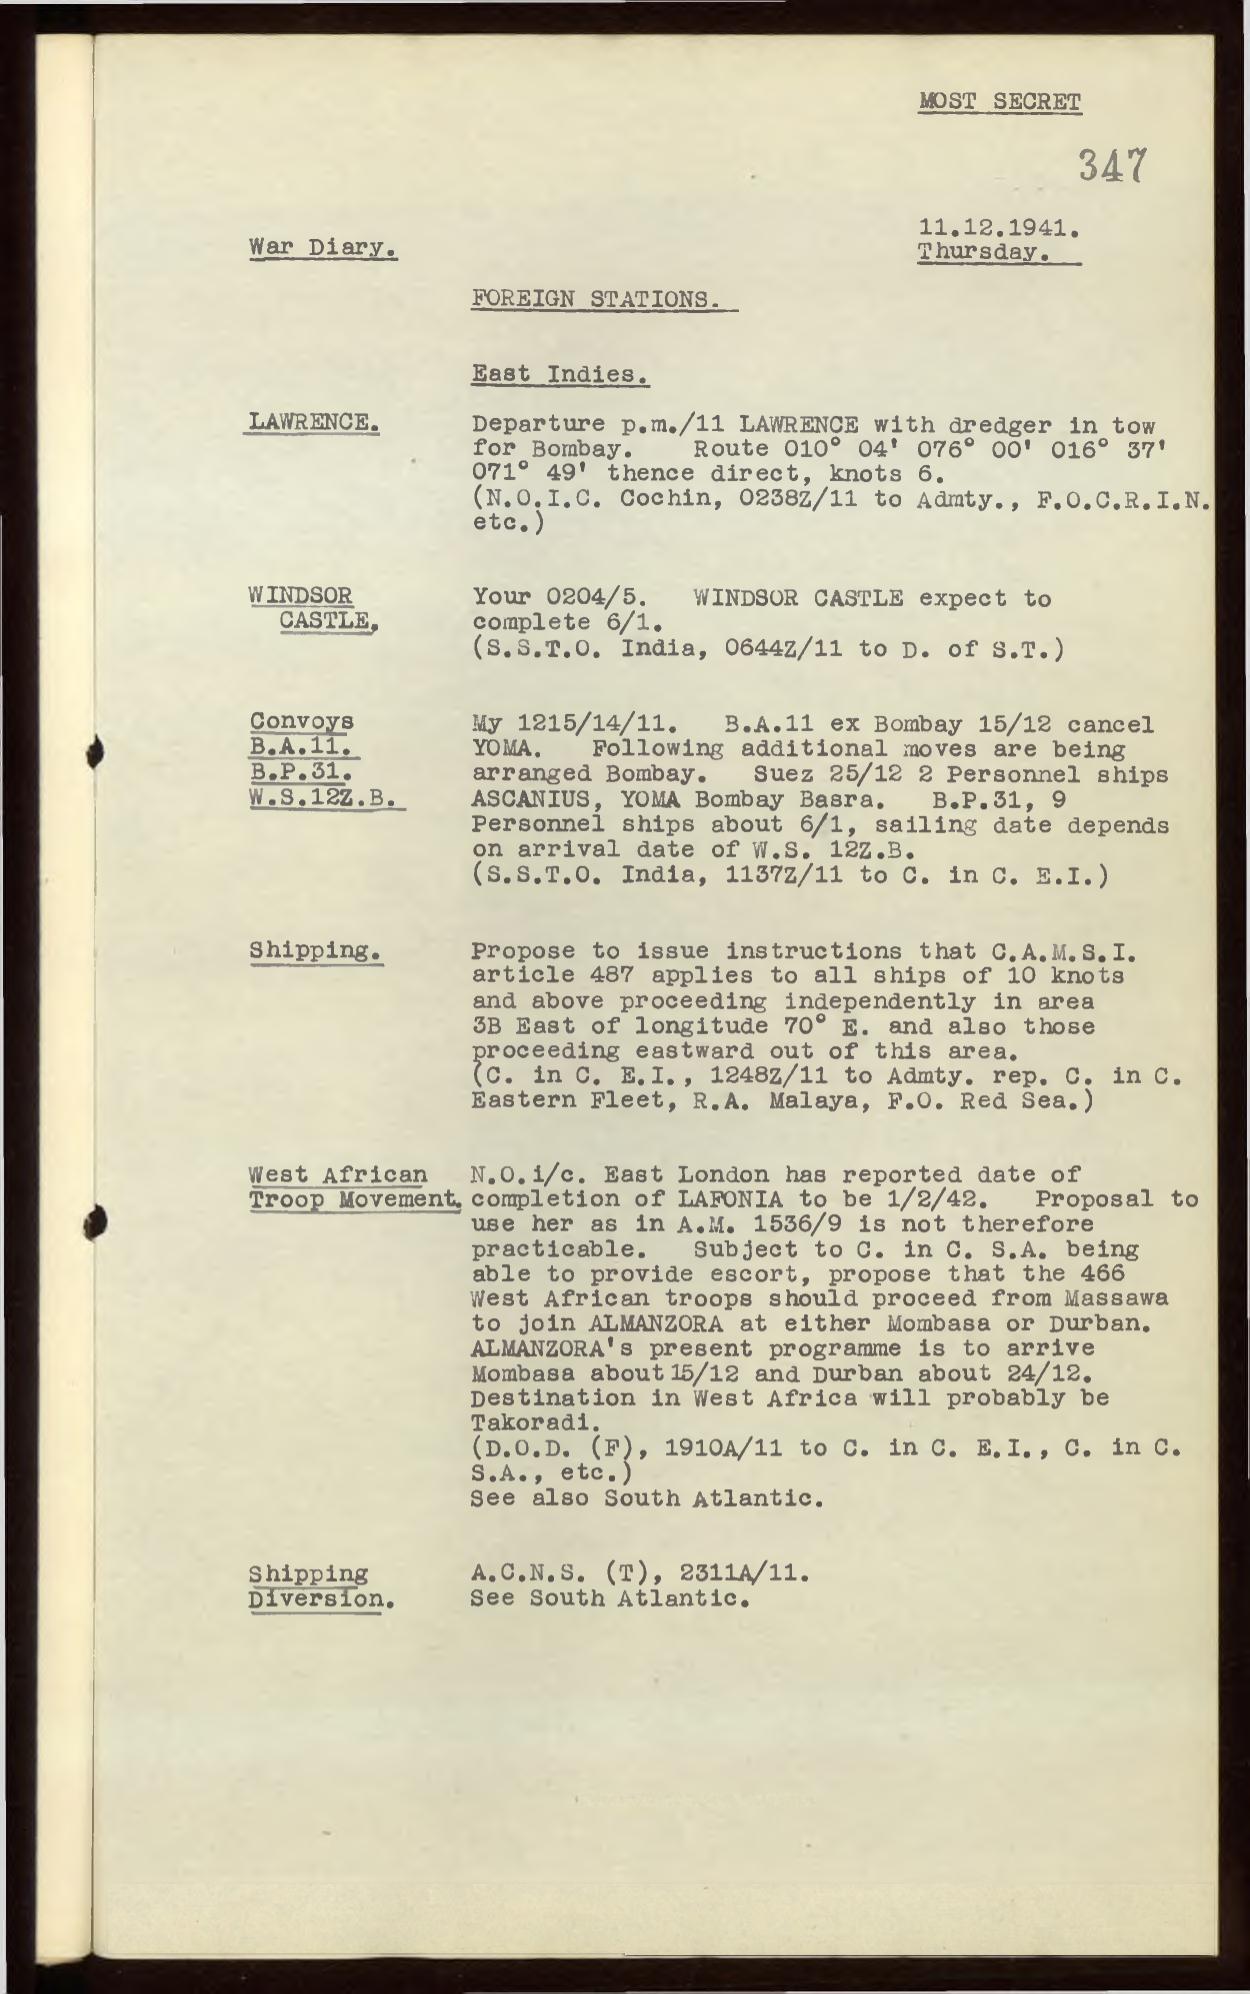 MOST SECRET
347
11.12.1941.
War Diary.
Thursday.
FOREIGN STATIONS.
East Indies.
LAWRENCE.
Departure p.m./11 LAWRENCE with dredger in tow
for Bombay. Route 010° 04' 076° 00' 016° 37'
071° 49' thence direct, knots 6.
(N.O.I.C. Cochin, 0238Z/11 to Admty., F.O.C.R.I.N.
etc.)
WINDSOR
CASTLE.
Your 0204/5. WINDSOR CASTLE expect to
complete 6/1.
(S.S.T.O. India, 0644Z/11 to D. of S.T.)
Convoys
B.A.11.
B.P.31.
W.S.12Z.B.
My 1215/14/11. B.A.11 ex Bombay 15/12 cancel
YOMA. Following additional moves are being
arranged Bombay. Suez 25/12 2 Personnel ships
ASCANIUS, YOMA Bombay Basra. B.P.31, 9
Personnel ships about 6/1, sailing date depends
on arrival date of W.S. 12Z.B.
(S.S.T.O. India, 1137Z/11 to C. in C. E.I.)
Shipping.
Propose to issue instructions that C.A.M.S.I.
article 487 applies to all ships of 10 knots
and above proceeding independently in area
3B East of longitude 70° E. and also those
proceeding eastward out of this area.
(C. in C. E.I., 1248Z/11 to Admty. rep. C. in C.
Eastern Fleet, R.A. Malaya, F.O. Red Sea.)
West African
Troop Movement.
N.O.i/c. East London has reported date of
completion of LAFONIA to be 1/2/42. Proposal to
use her as in A.M. 1536/9 is not therefore
practicable. Subject to C. in C. S.A. being
able to provide escort, propose that the 466
West African troops should proceed from Massawa
to join ALMANZORA at either Mombasa or Durban.
ALMANZORA's present programme is to arrive
Mombasa about 15/12 and Durban about 24/12.
Destination in West Africa will probably be
Takoradi.
(D.O.D. (F), 1910A/11 to C. in C. E.I., C. in C.
S.A., etc.)
See also South Atlantic.
Shipping
Diversion.
A.C.N.S. (T), 2311A/11.
See South Atlantic.